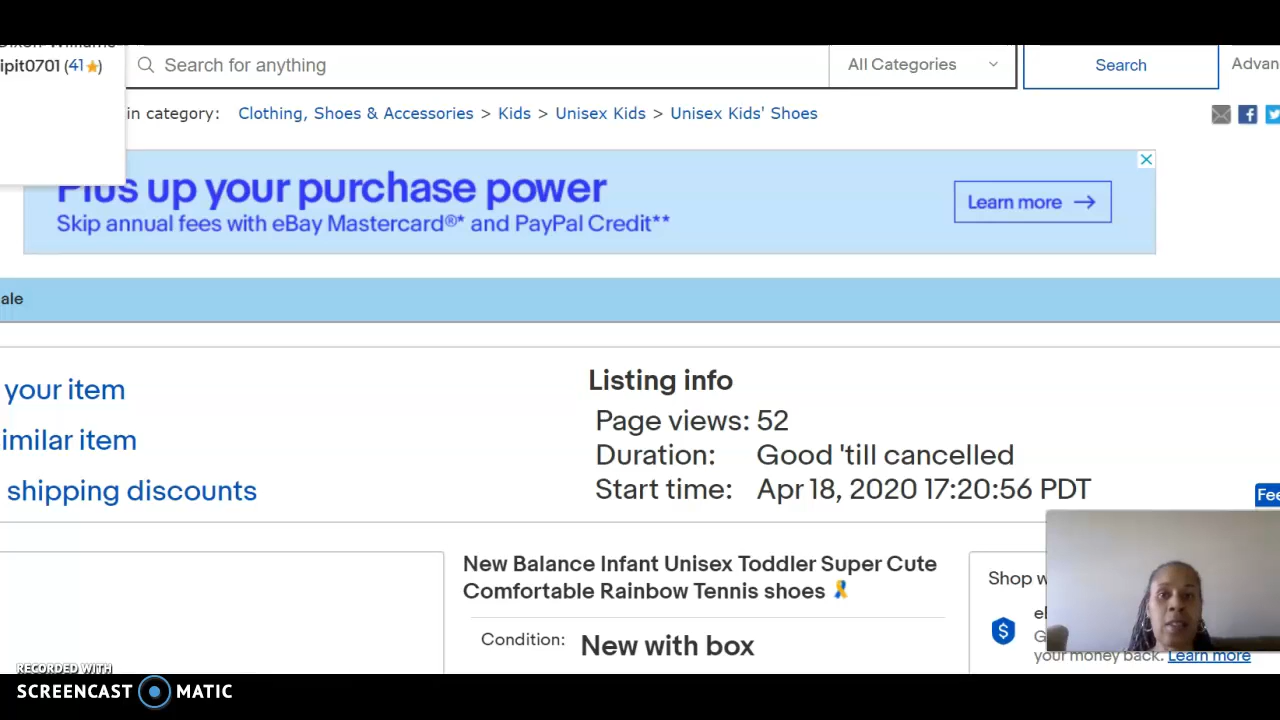 ipit0701 (41)
Search for anything
All Categories
Search
Advan
in category: Clothing, Shoes & Accessories > Kids > Unisex Kids > Unisex Kids' Shoes
Plus up your purchase power
Skip annual fees with eBay Mastercard®* and PayPal Credit**
Learn more
ale
your item
imilar item
shipping discounts
Listing info
Page views: 52
Duration: Good 'till cancelled
Start time: Apr 18, 2020 17:20:56 PDT
Fee
New Balance Infant Unisex Toddler Super Cute
Comfortable Rainbow Tennis shoes
Condition: New with box
Shop w
el
G
your money back. Learn more
RECORDED WITH
SCREENCAST MATIC